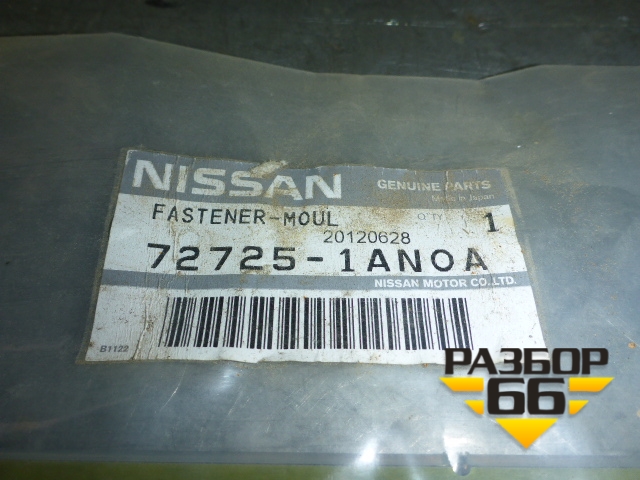 NISSAN
GENUINE PARTS
Made in Japan
FASTENER-MOUL
Q'TY
1
20120628
72725-1AN0A
NISSAN MOTOR CO.,LTD.
B1122
РАЗБОР
66